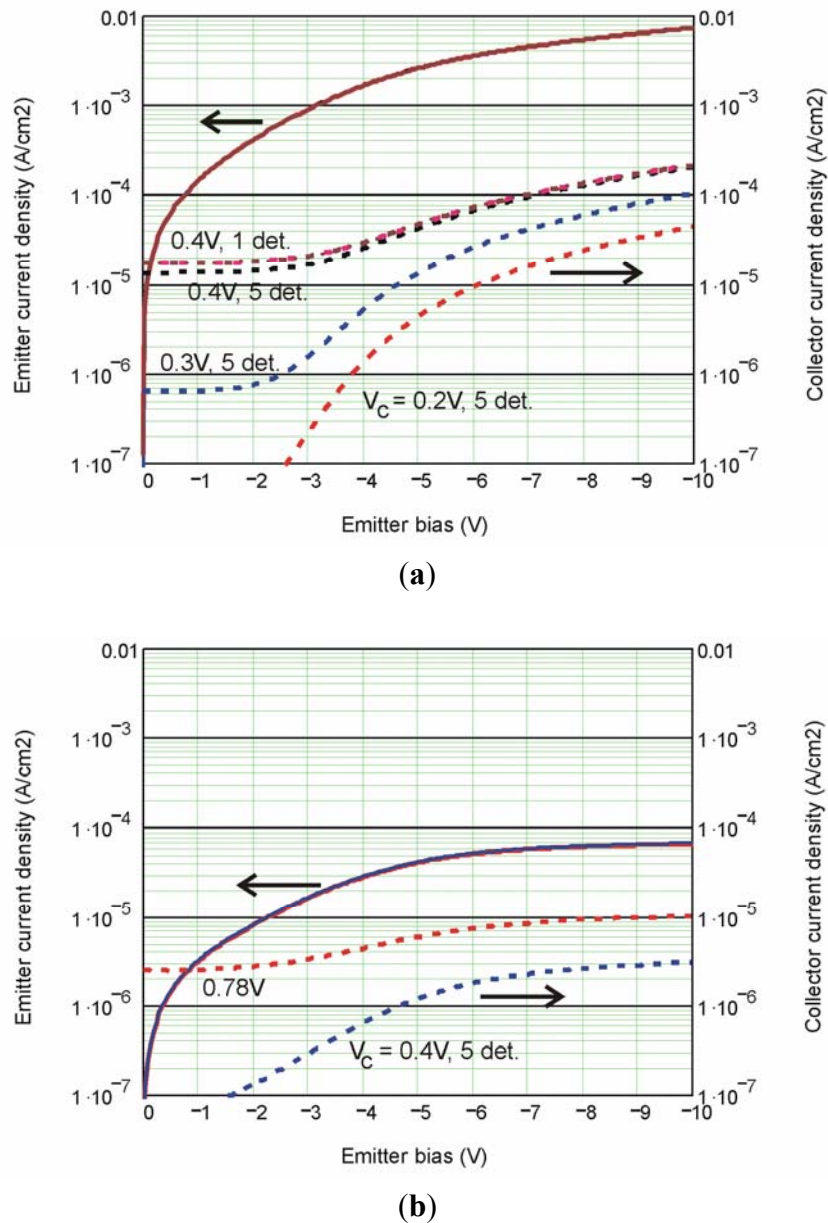 0.01
1·10⁻³
1·10⁻⁴
1·10⁻⁵
1·10⁻⁶
1·10⁻⁷
Emitter current density (A/cm2)
0.4V, 1 det.
0.4V, 5 det.
0.3V, 5 det.
V_C = 0.2V, 5 det.
0.01
1·10⁻³
1·10⁻⁴
1·10⁻⁵
1·10⁻⁶
1·10⁻⁷
Collector current density (A/cm2)
0 −1 −2 −3 −4 −5 −6 −7 −8 −9 −10
Emitter bias (V)
(a)
0.01
1·10⁻³
1·10⁻⁴
1·10⁻⁵
1·10⁻⁶
1·10⁻⁷
Emitter current density (A/cm2)
0.78V
V_C = 0.4V, 5 det.
0.01
1·10⁻³
1·10⁻⁴
1·10⁻⁵
1·10⁻⁶
1·10⁻⁷
Collector current density (A/cm2)
0 −1 −2 −3 −4 −5 −6 −7 −8 −9 −10
Emitter bias (V)
(b)